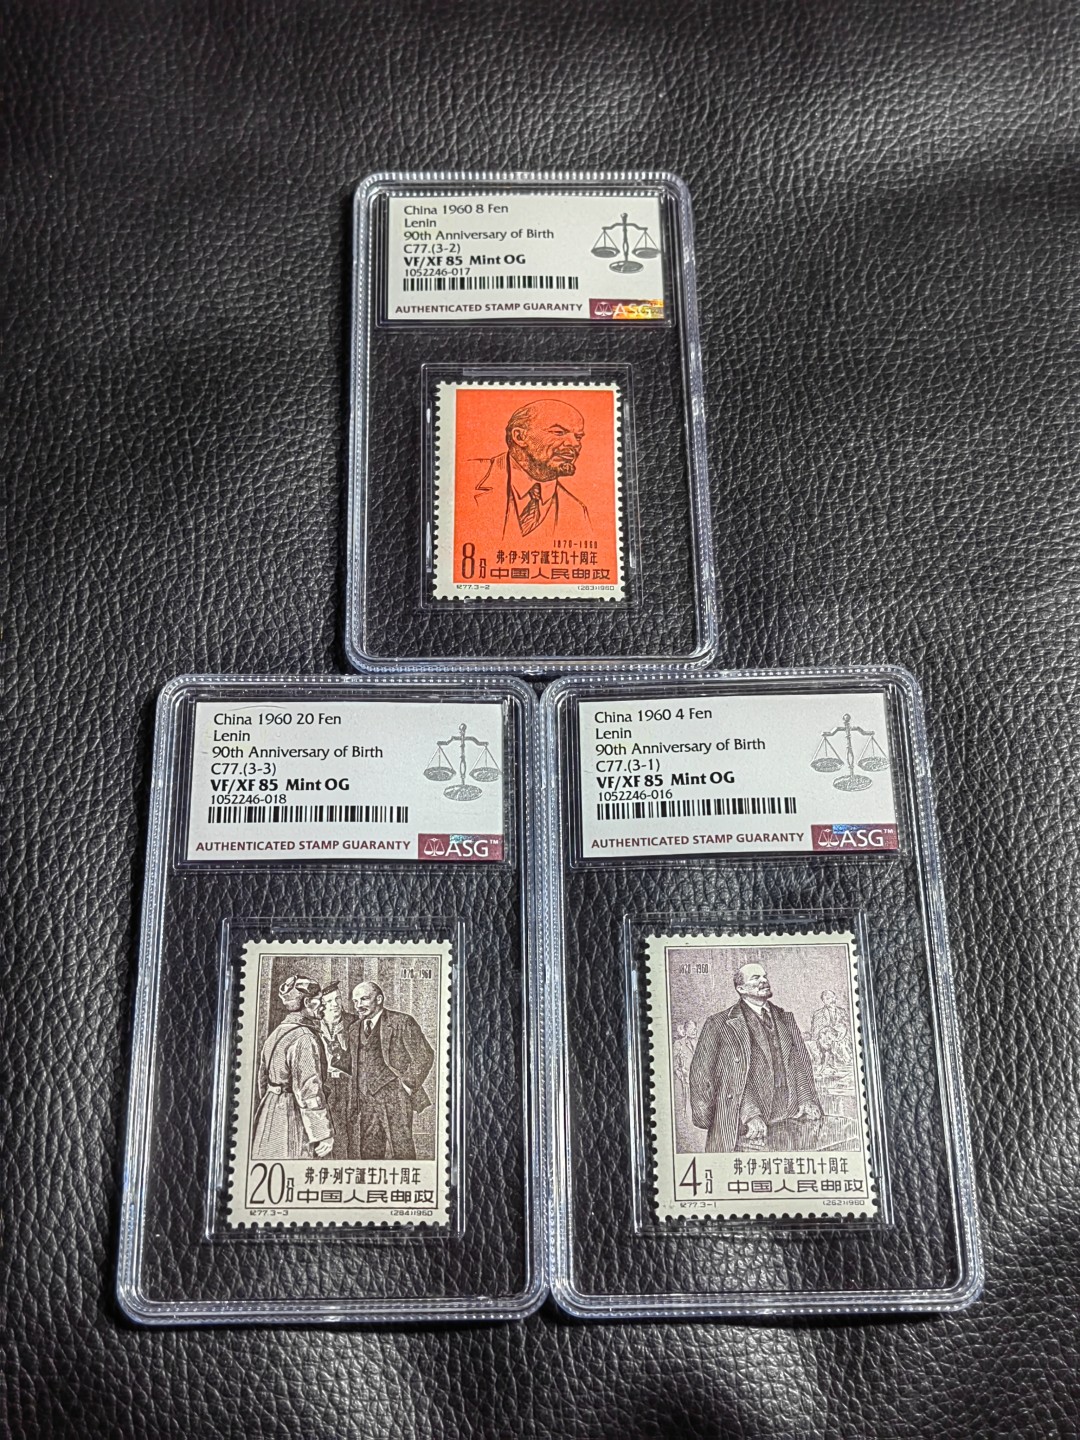 China 1960 8 Fen
Lenin
90th Anniversary of Birth
C77.(3-2)
VF/XF 85 Mint OG
1052246-017
AUTHENTICATED STAMP GUARANTY
ASG
1870-1960
8分
弗·伊·列宁誕生九十周年
中国人民邮政
纪77.3-2
(263)1960
China 1960 20 Fen
Lenin
90th Anniversary of Birth
C77.(3-3)
VF/XF 85 Mint OG
1052246-018
AUTHENTICATED STAMP GUARANTY
ASG™
1870-1960
20分
弗·伊·列宁誕生九十周年
中国人民邮政
纪77.3-3
(264)1960
China 1960 4 Fen
Lenin
90th Anniversary of Birth
C77.(3-1)
VF/XF 85 Mint OG
1052246-016
AUTHENTICATED STAMP GUARANTY
ASG™
1870-1960
4分
弗·伊·列宁誕生九十周年
中国人民邮政
纪77.3-1
(262)1960